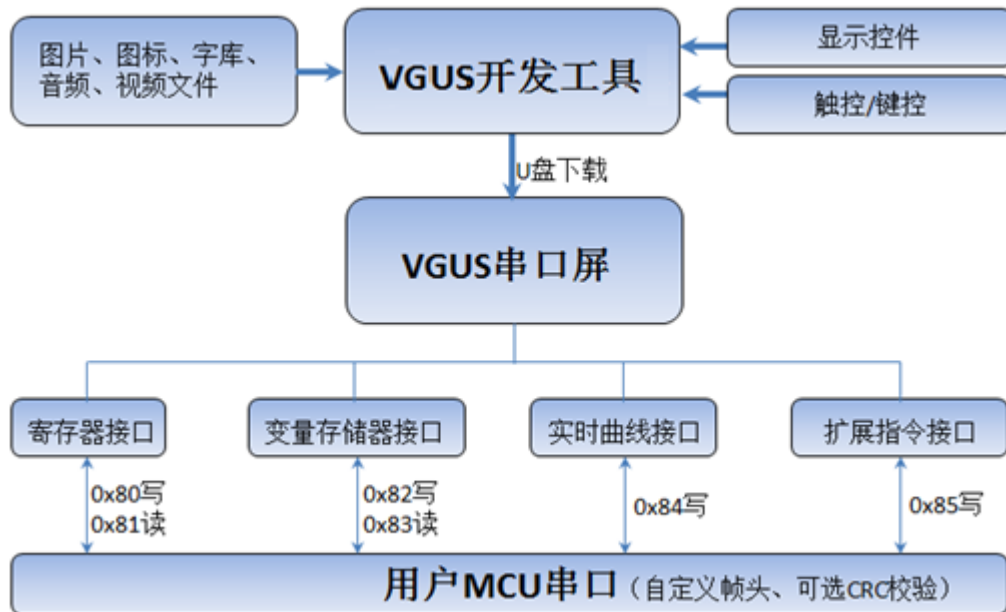 图片、图标、字库、
音频、视频文件
VGUS开发工具
显示控件
触控/键控
U盘下载
VGUS串口屏
寄存器接口
变量存储器接口
实时曲线接口
扩展指令接口
0x80写
0x81读
0x82写
0x83读
0x84写
0x85写
用户MCU串口（自定义帧头、可选CRC校验）